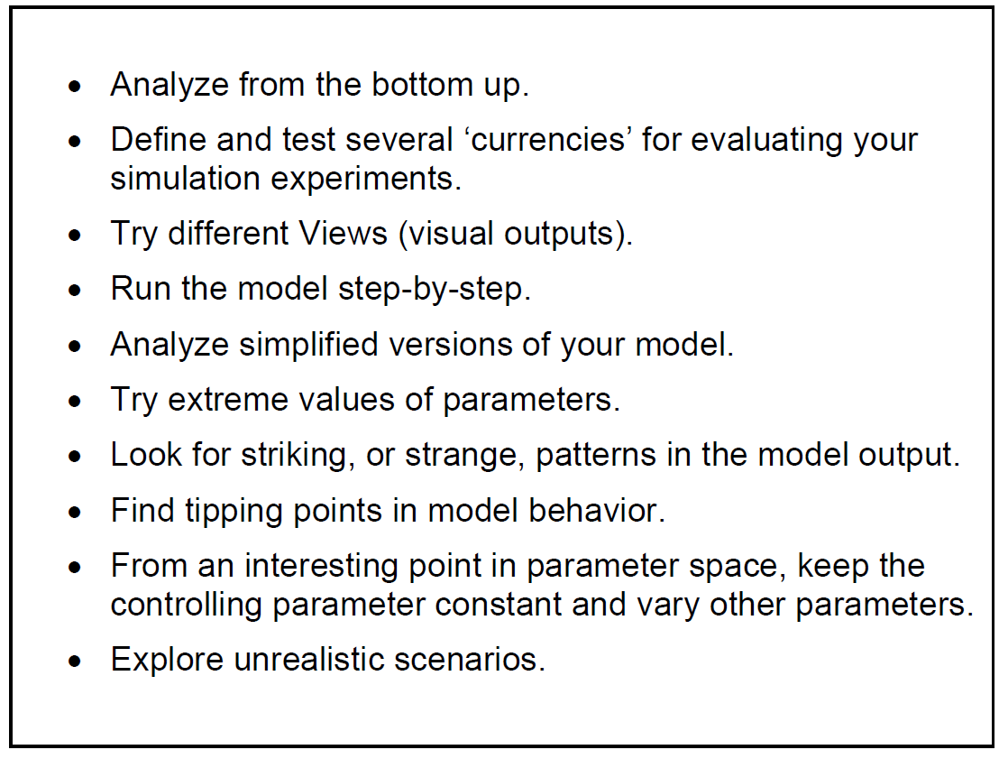 • Analyze from the bottom up.
• Define and test several ‘currencies’ for evaluating your
simulation experiments.
• Try different Views (visual outputs).
• Run the model step-by-step.
• Analyze simplified versions of your model.
• Try extreme values of parameters.
• Look for striking, or strange, patterns in the model output.
• Find tipping points in model behavior.
• From an interesting point in parameter space, keep the
controlling parameter constant and vary other parameters.
• Explore unrealistic scenarios.